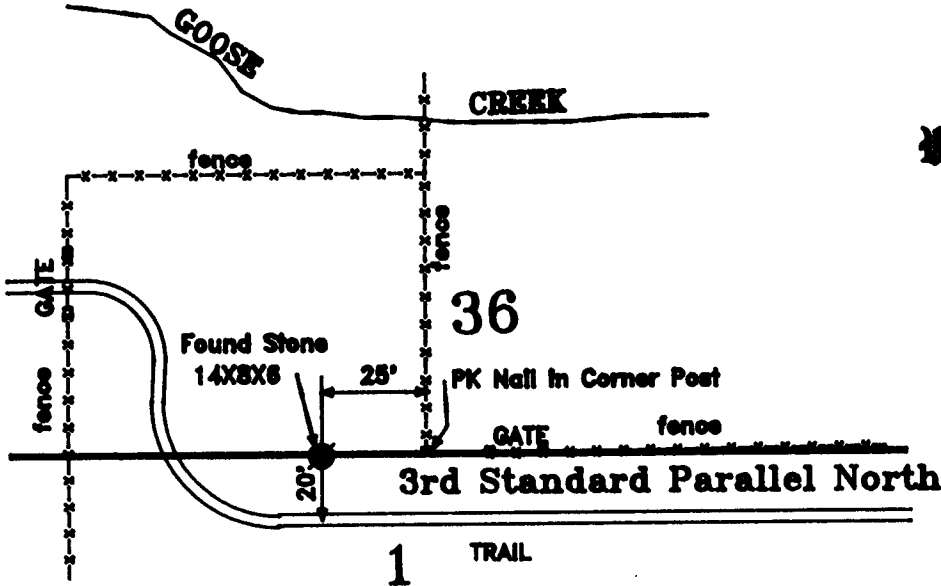 GOOSE
CREEK
fence
fence
GATE
36
Found Stone
14X8X6
25'
PK Nail in Corner Post
fence
GATE
fence
20'
3rd Standard Parallel North
1
TRAIL